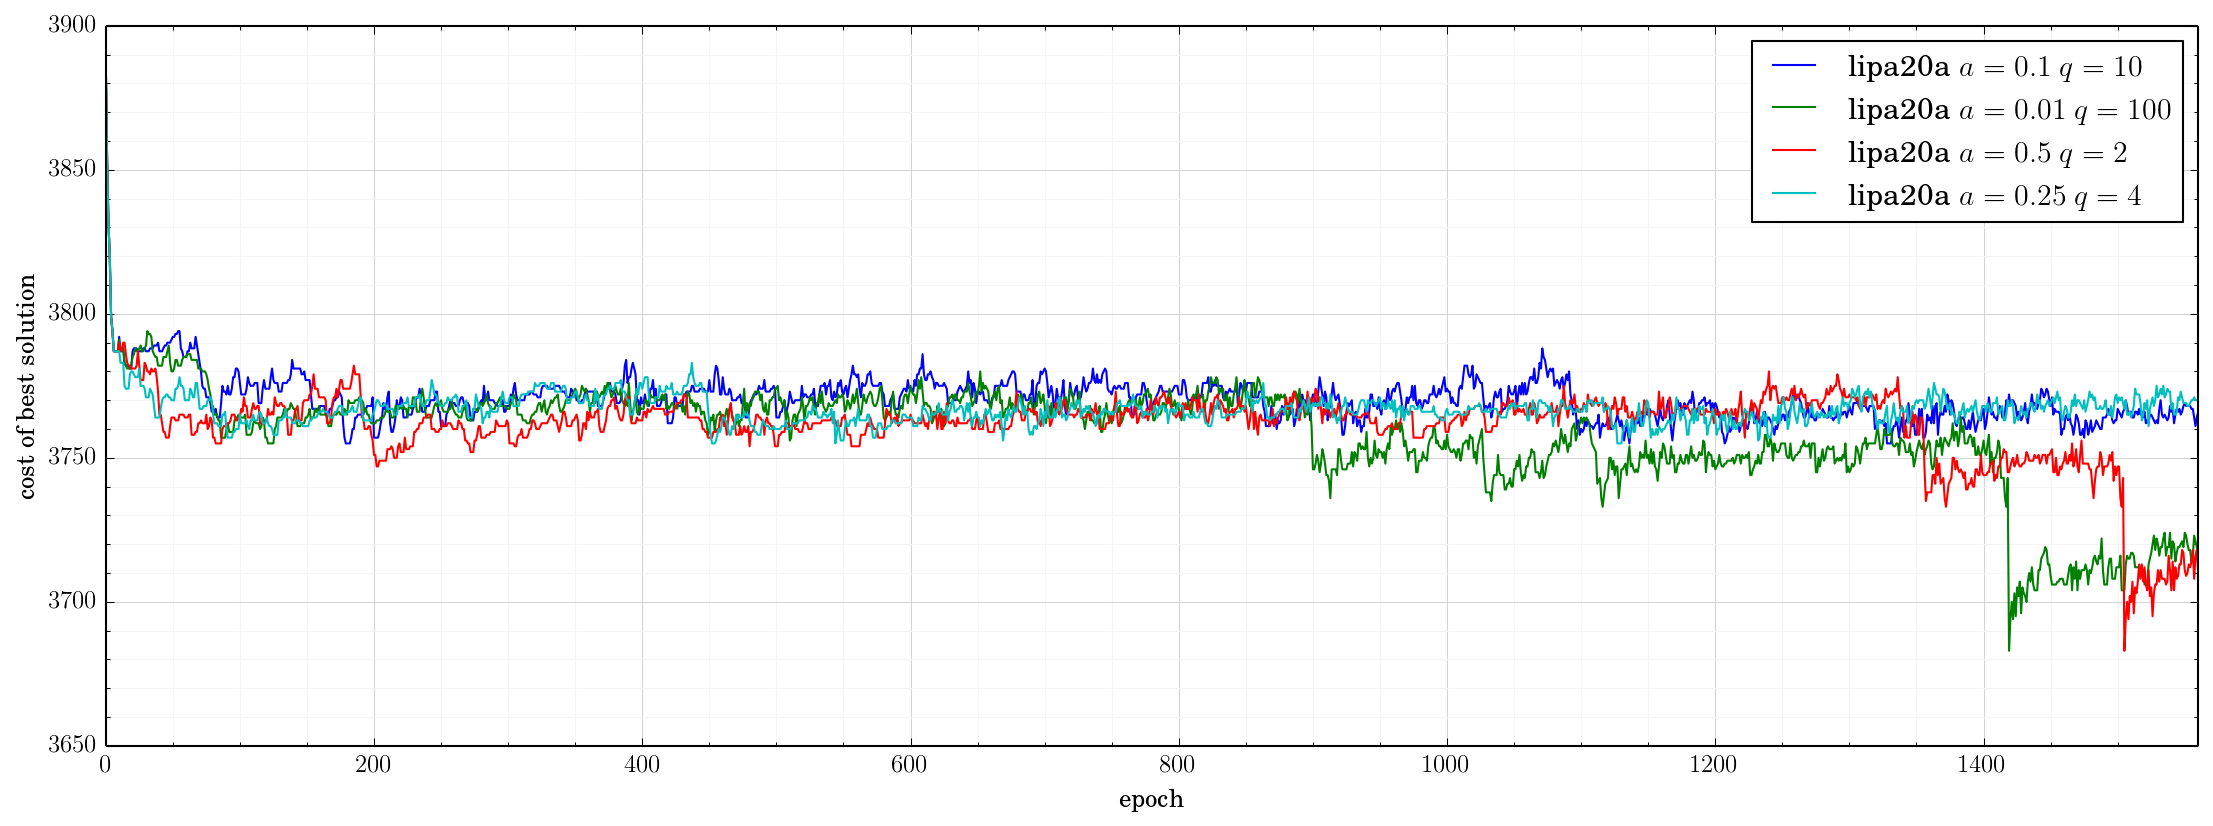 3900
3850
3800
3750
3700
3650
cost of best solution
lipa20a a = 0.1 q = 10
lipa20a a = 0.01 q = 100
lipa20a a = 0.5 q = 2
lipa20a a = 0.25 q = 4
0 200 400 600 800 1000 1200 1400
epoch